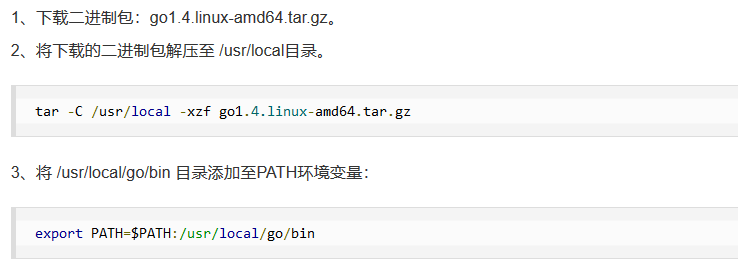 1、下载二进制包：go1.4.linux-amd64.tar.gz。
2、将下载的二进制包解压至 /usr/local目录。
tar -C /usr/local -xzf go1.4.linux-amd64.tar.gz
3、将 /usr/local/go/bin 目录添加至PATH环境变量：
export PATH=$PATH:/usr/local/go/bin